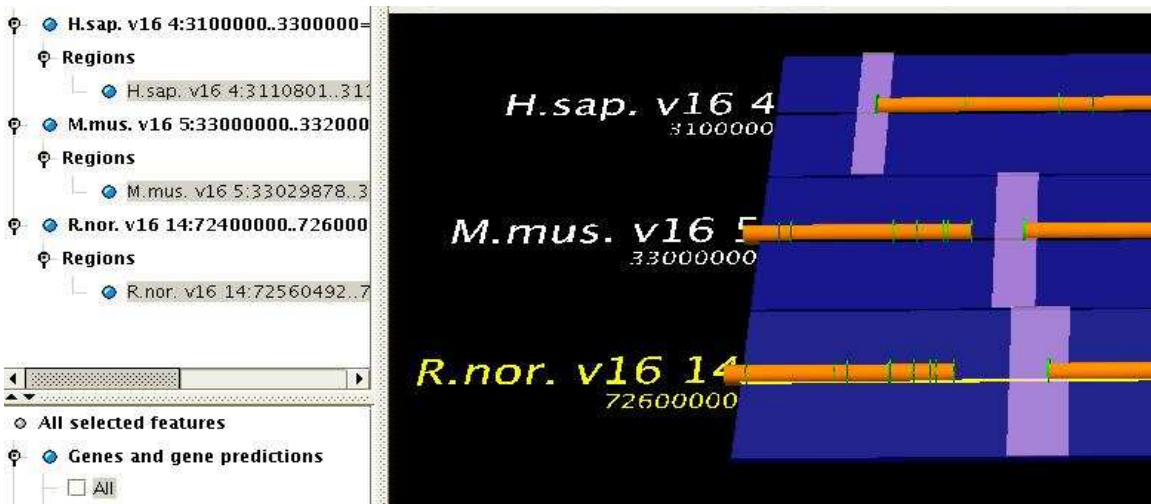 H.sap. v16 4:3100000..3300000=
Regions
H.sap. v16 4:3110801..311
M.mus. v16 5:33000000..332000
Regions
M.mus. v16 5:33029878..3
R.nor. v16 14:72400000..726000
Regions
R.nor. v16 14:72560492..7
All selected features
Genes and gene predictions
All
H.sap. v16 4
3100000
M.mus. v16 5
33000000
R.nor. v16 14
72600000